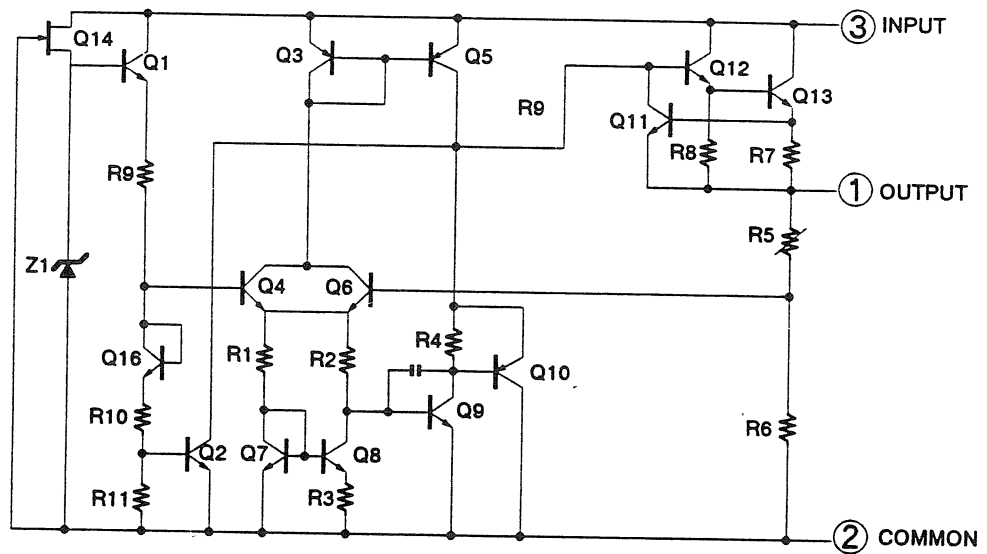 ③ INPUT
Q14
Q1
Q3
Q5
Q12
Q13
R9
Q11
R8
R7
R9
① OUTPUT
R5
Z1
Q4
Q6
Q16
R1
R2
R4
Q10
R10
Q9
R6
Q2
Q7
Q8
R11
R3
② COMMON